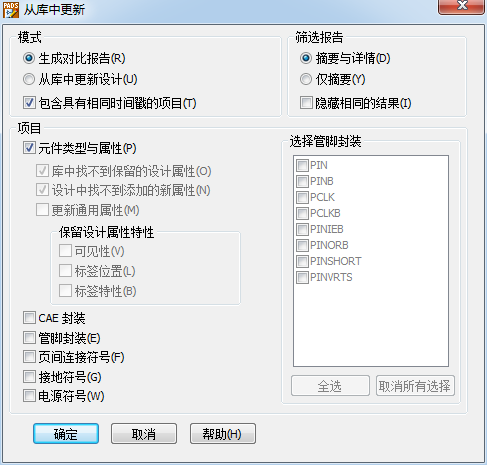 PADS 从库中更新
模式
生成对比报告(R)
从库中更新设计(U)
包含具有相同时间戳的项目(T)
筛选报告
摘要与详情(D)
仅摘要(Y)
隐藏相同的结果(I)
项目
元件类型与属性(P)
库中找不到保留的设计属性(O)
设计中找不到添加的新属性(N)
更新通用属性(M)
保留设计属性特性
可见性(V)
标签位置(L)
标签特性(B)
CAE 封装
管脚封装(E)
页间连接符号(F)
接地符号(G)
电源符号(W)
选择管脚封装
PIN
PINB
PCLK
PCLKB
PINIEB
PINORB
PINSHORT
PINVRTS
全选 取消所有选择
确定 取消 帮助(H)